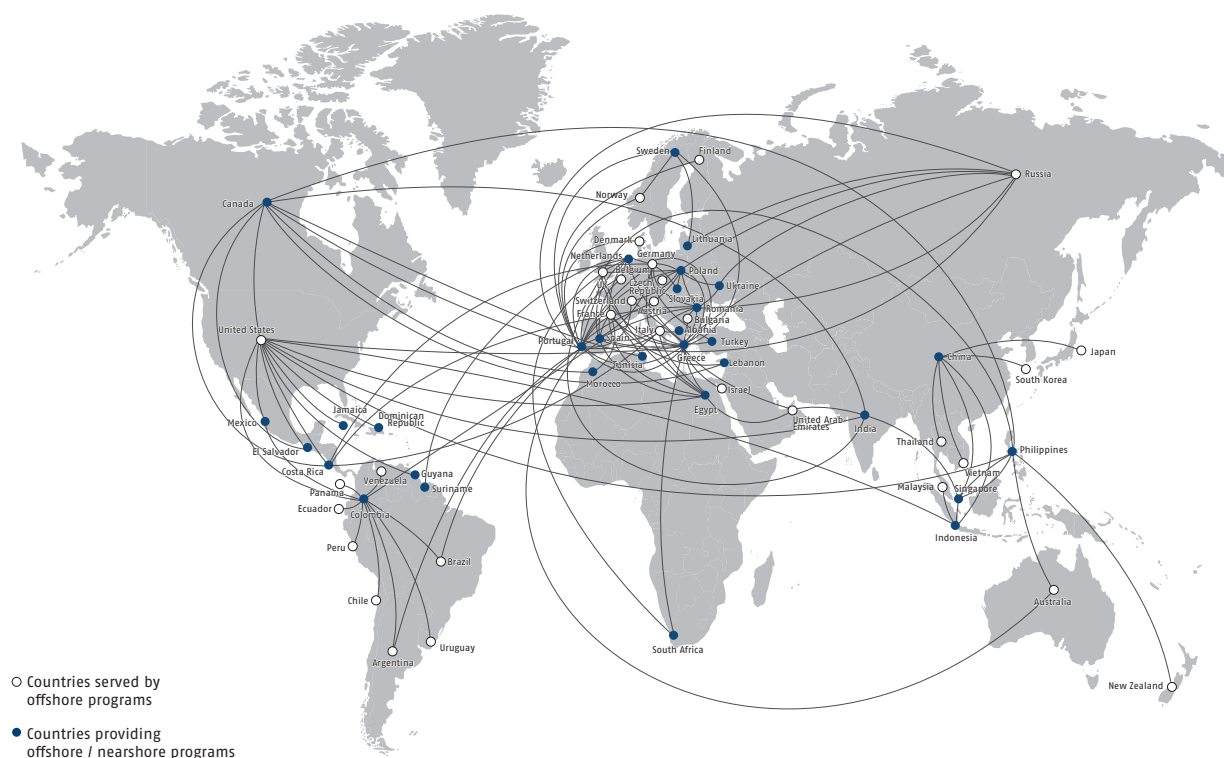 Sweden
Finland
Russia
Norway
Canada
Denmark
Lithuania
Netherlands
Germany
Belgium
Poland
Czech
Republic
Ukraine
Slovakia
Switzerland
Austria
Romania
France
Bulgaria
United States
Italy
Albania
Portugal
Spain
Turkey
Greece
Japan
China
Tunisia
Lebanon
South Korea
Morocco
Israel
Egypt
Jamaica
Dominican
Republic
Mexico
United Arab
Emirates
India
El Salvador
Thailand
Philippines
Costa Rica
Venezuela
Guyana
Vietnam
Panama
Suriname
Malaysia
Singapore
Ecuador
Colombia
Indonesia
Peru
Brazil
Chile
Australia
Uruguay
South Africa
Argentina
New Zealand
Countries served by
offshore programs
Countries providing
offshore / nearshore programs